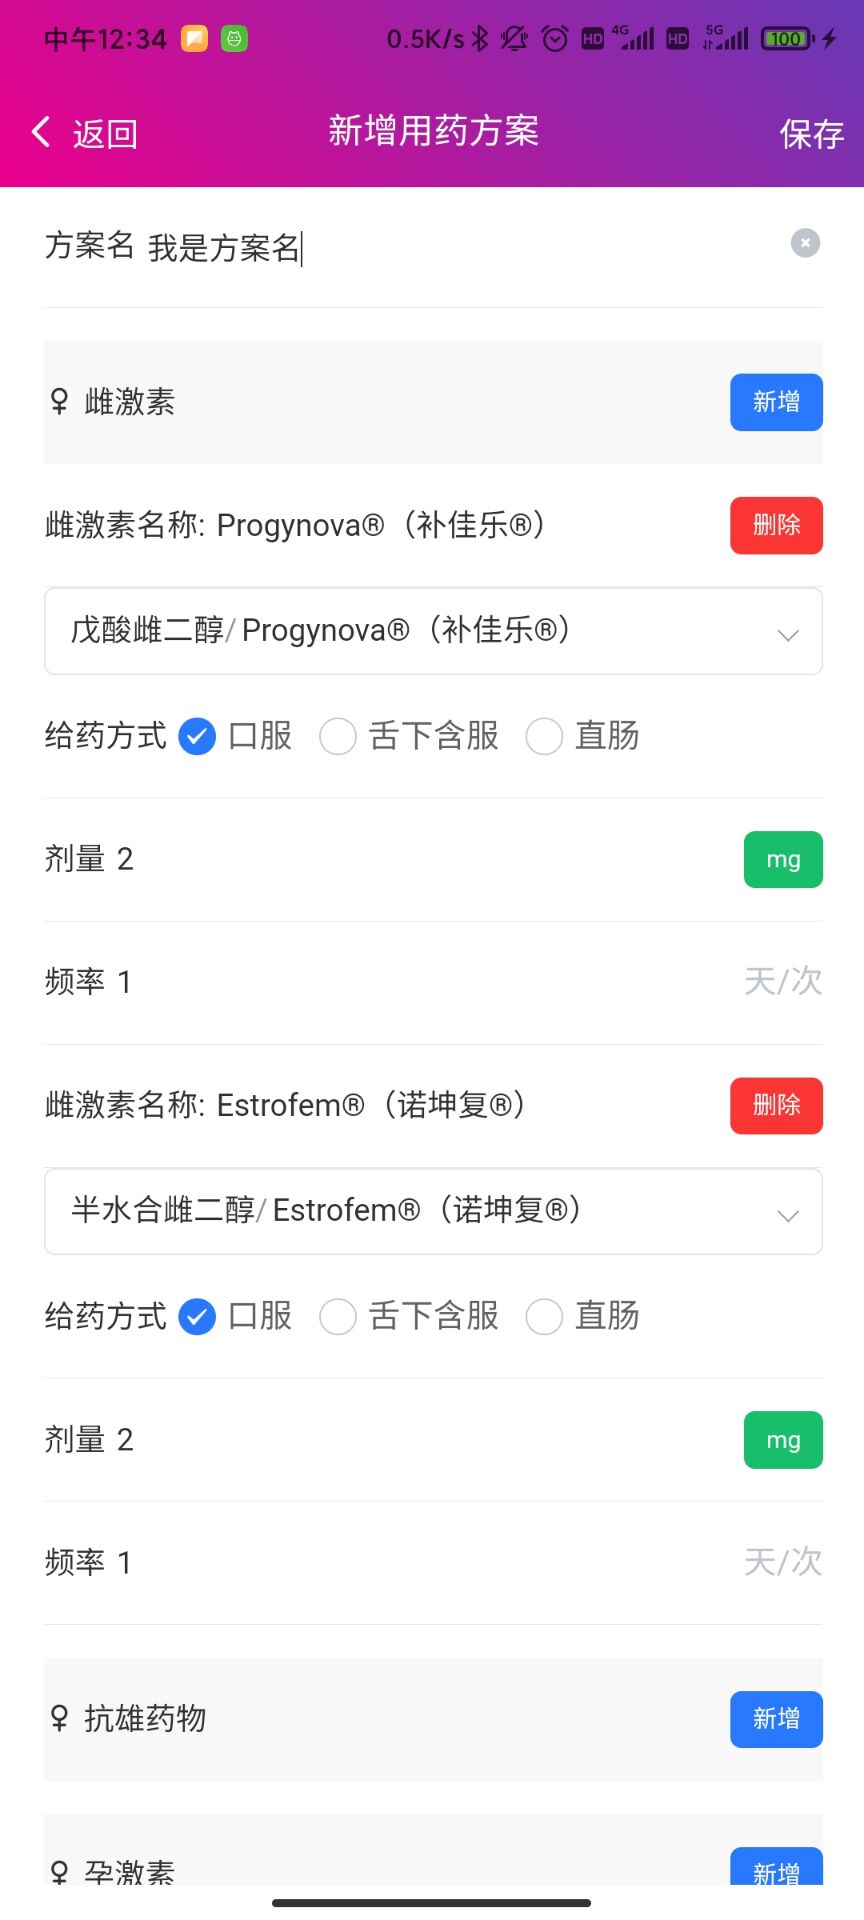 中午12:34 0.5K/s HD 4G HD 5G 100
返回 新增用药方案 保存
方案名 我是方案名
雌激素 新增
雌激素名称: Progynova®（补佳乐®） 删除
戊酸雌二醇/Progynova®（补佳乐®）
给药方式 口服 舌下含服 直肠
剂量 2 mg
频率 1 天/次
雌激素名称: Estrofem®（诺坤复®） 删除
半水合雌二醇/Estrofem®（诺坤复®）
给药方式 口服 舌下含服 直肠
剂量 2 mg
频率 1 天/次
抗雄药物 新增
孕激素 新增